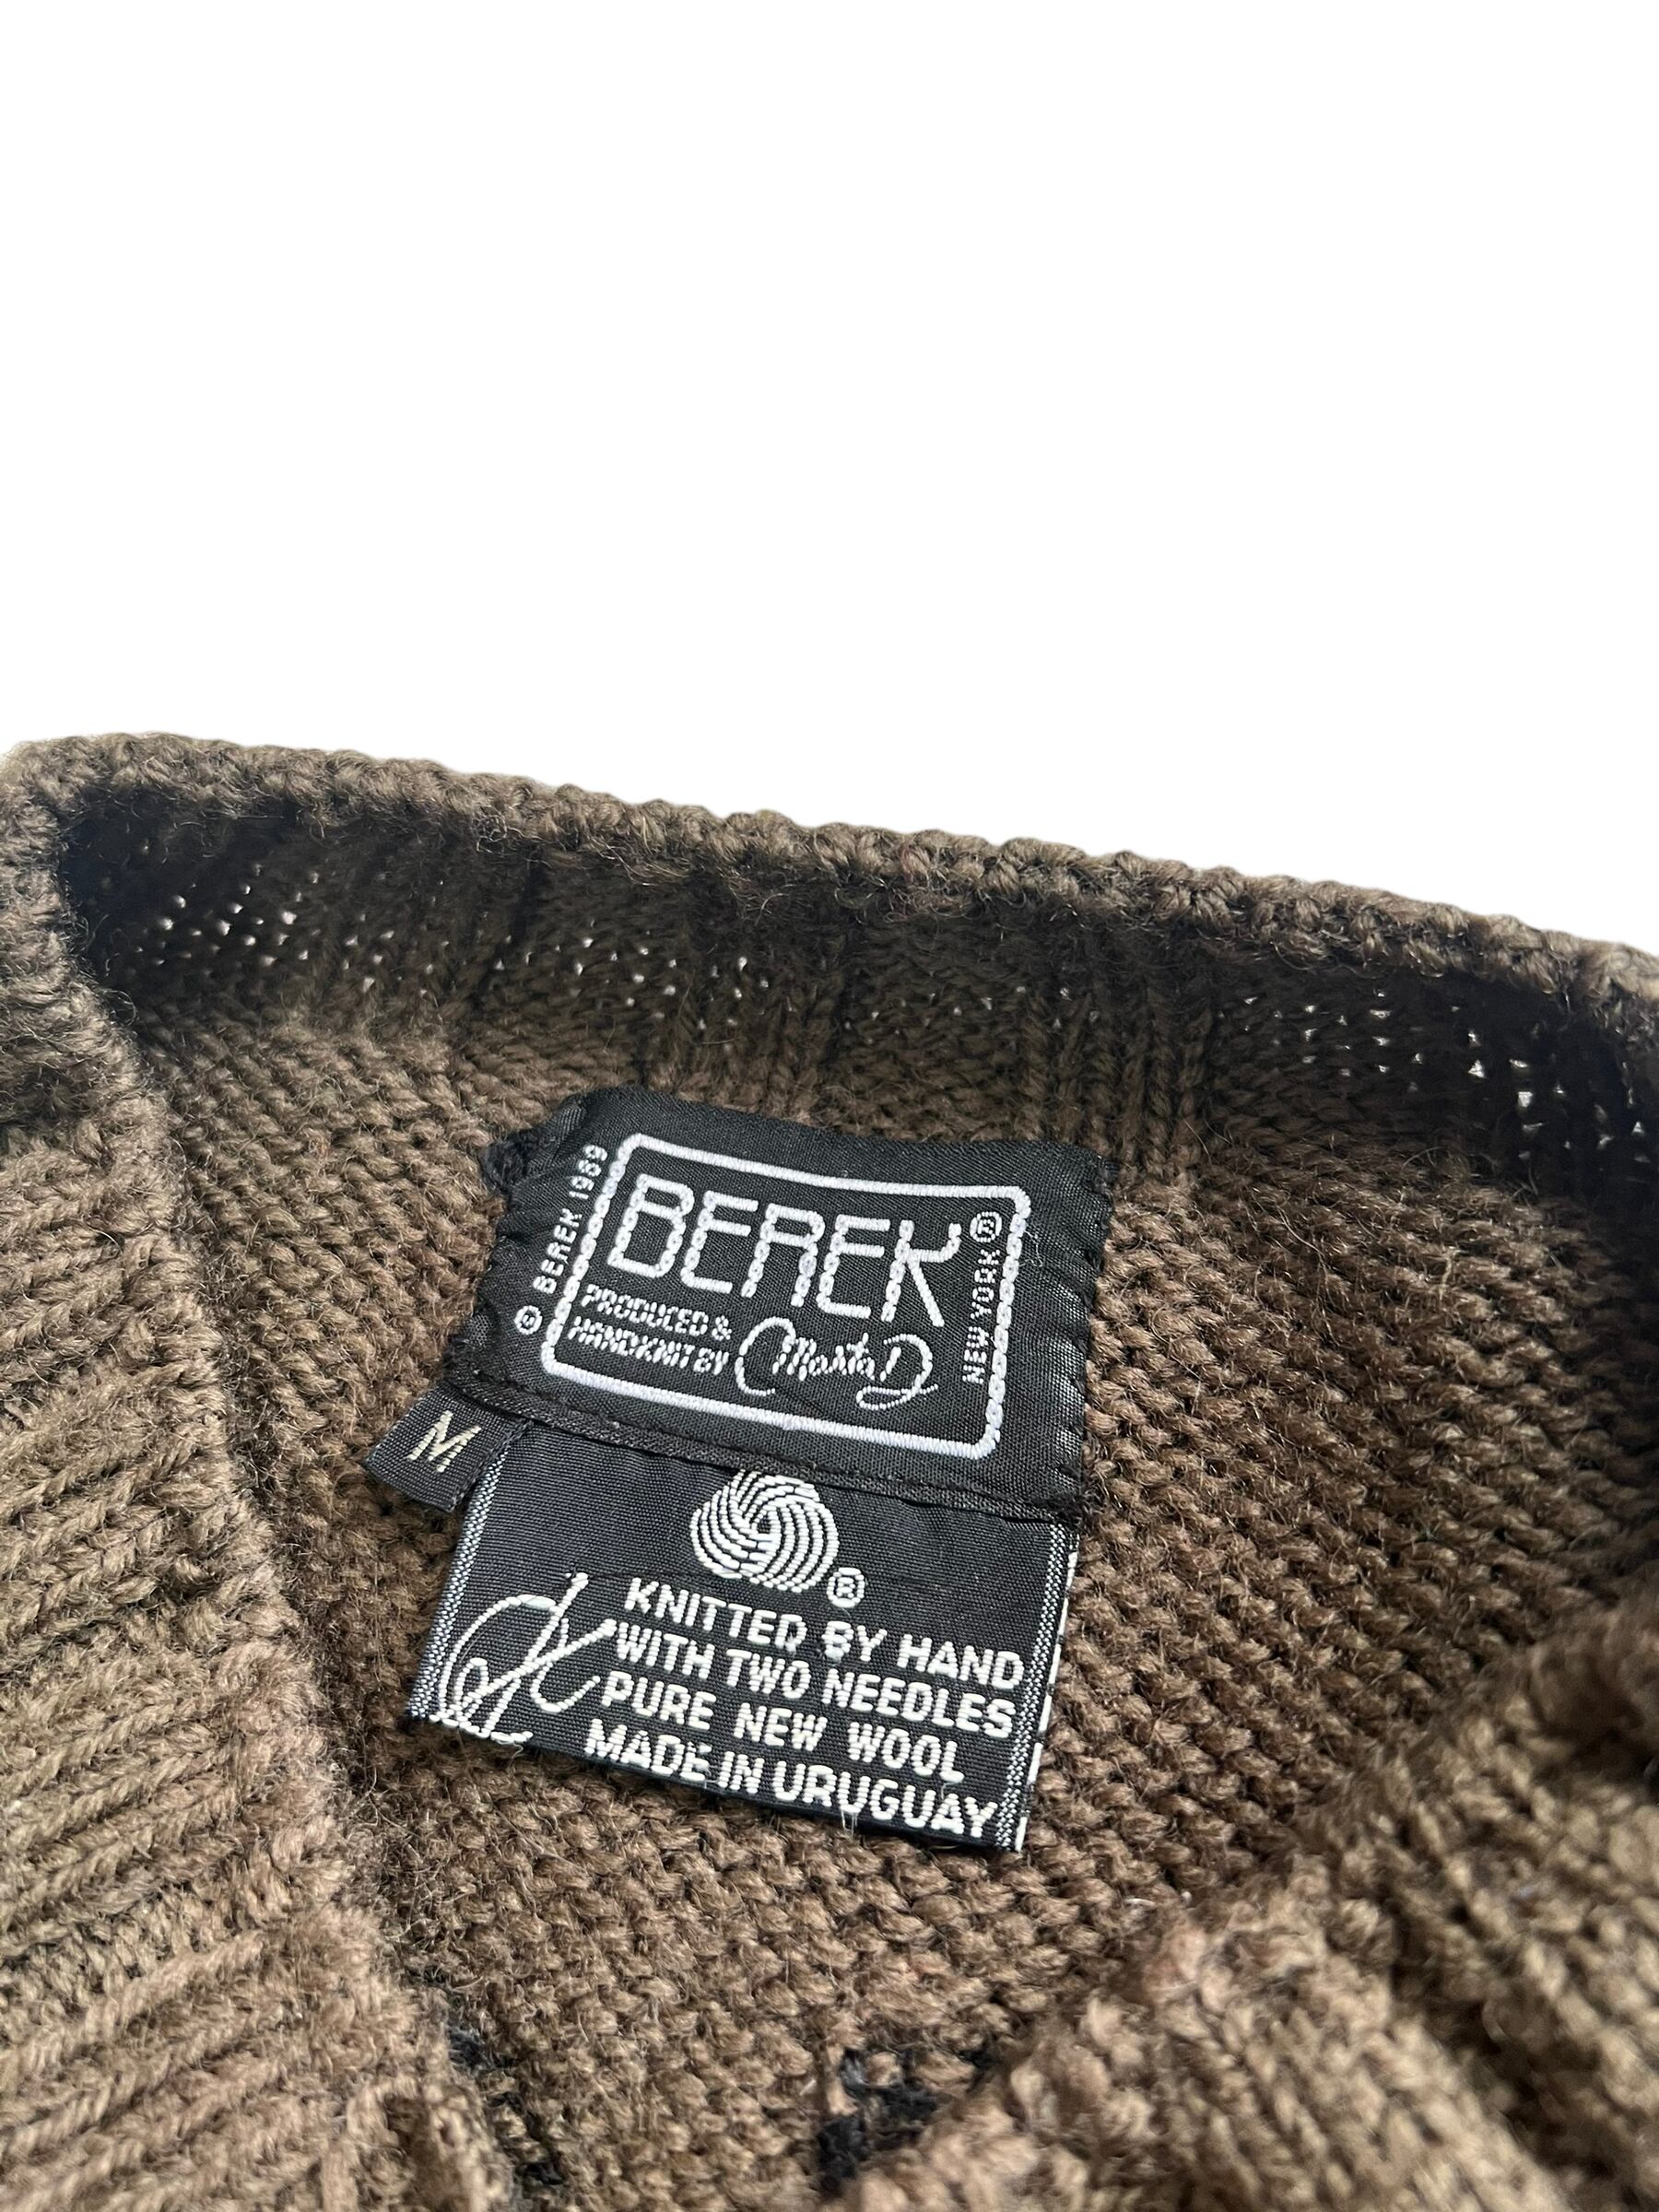 © BEREK 1989
BEREK®
PRODUCED &
HANDKNIT BY Marta D
NEW YORK
M
®
KNITTED BY HAND
WITH TWO NEEDLES
PURE NEW WOOL
MADE IN URUGUAY